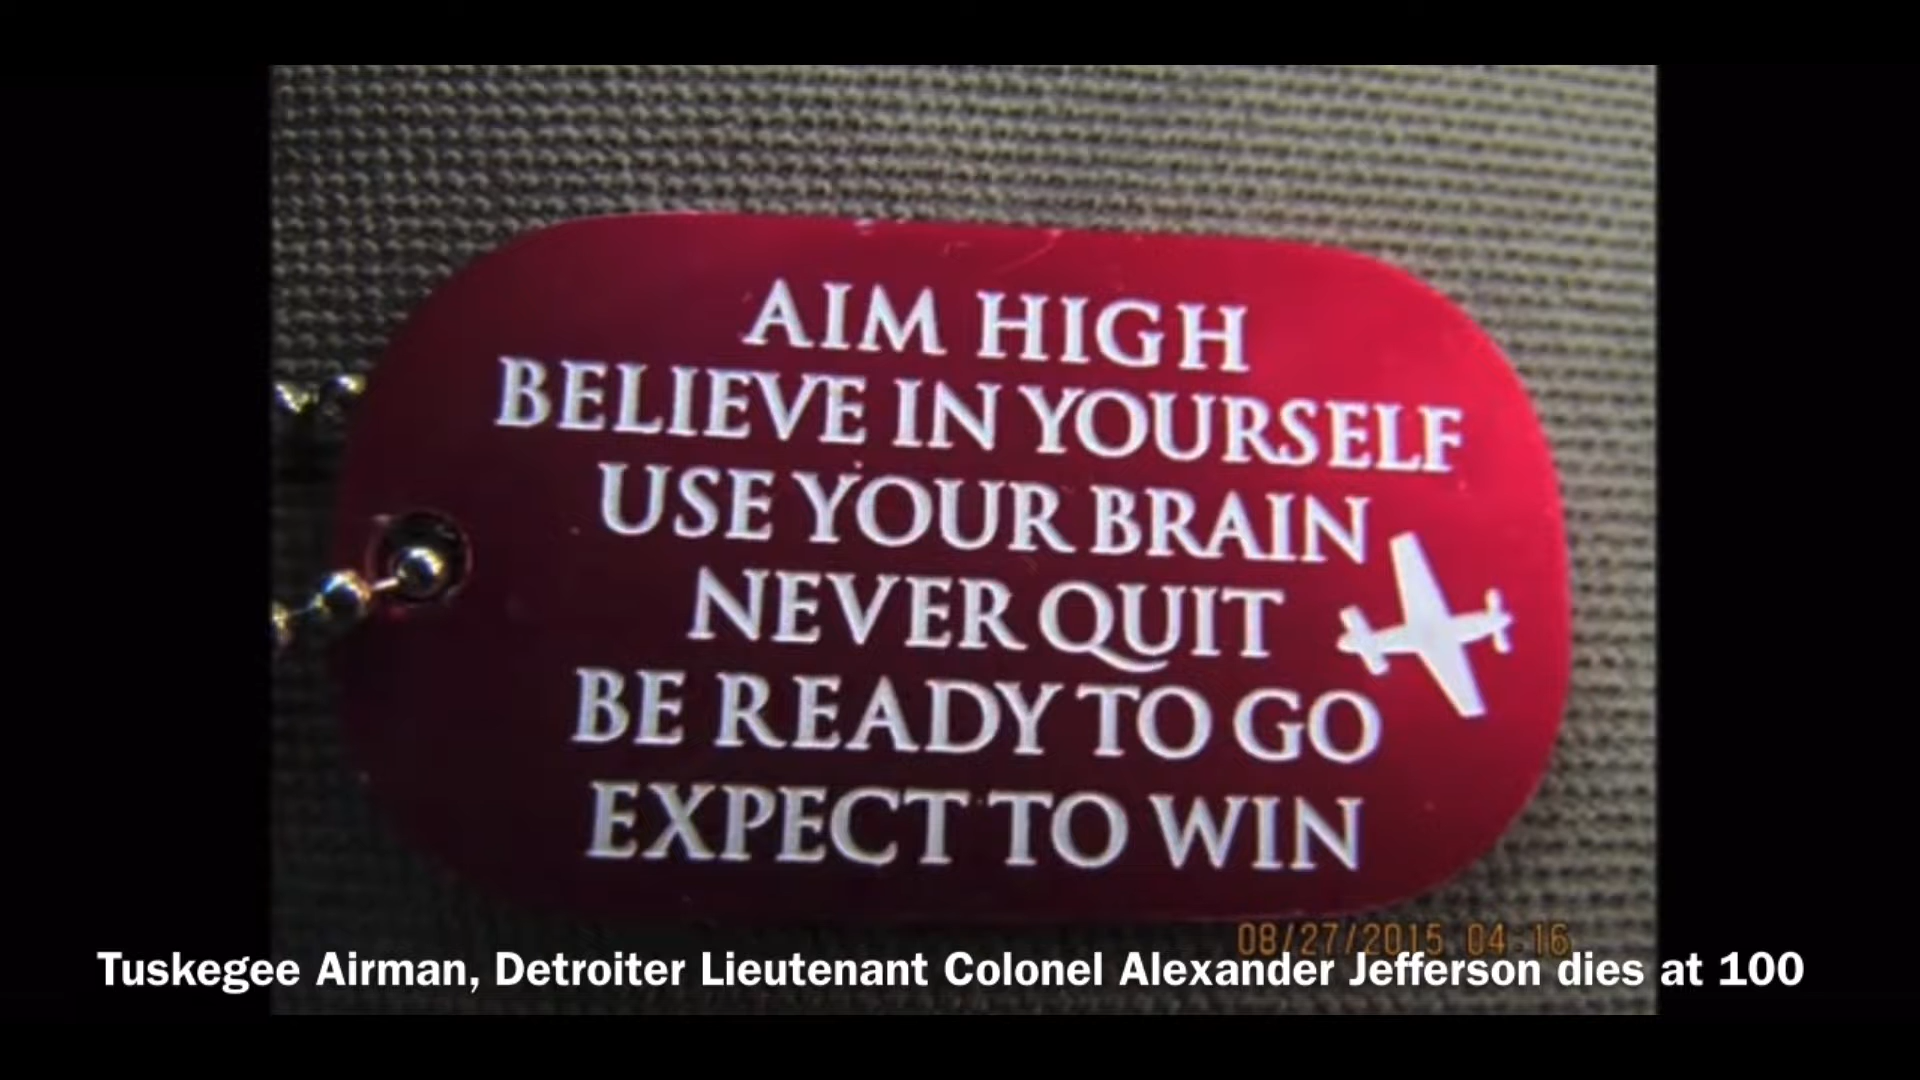 AIM HIGH
BELIEVE IN YOURSELF
USE YOUR BRAIN
NEVER QUIT
BE READY TO GO
EXPECT TO WIN
08/27/2015 04:16
Tuskegee Airman, Detroiter Lieutenant Colonel Alexander Jefferson dies at 100